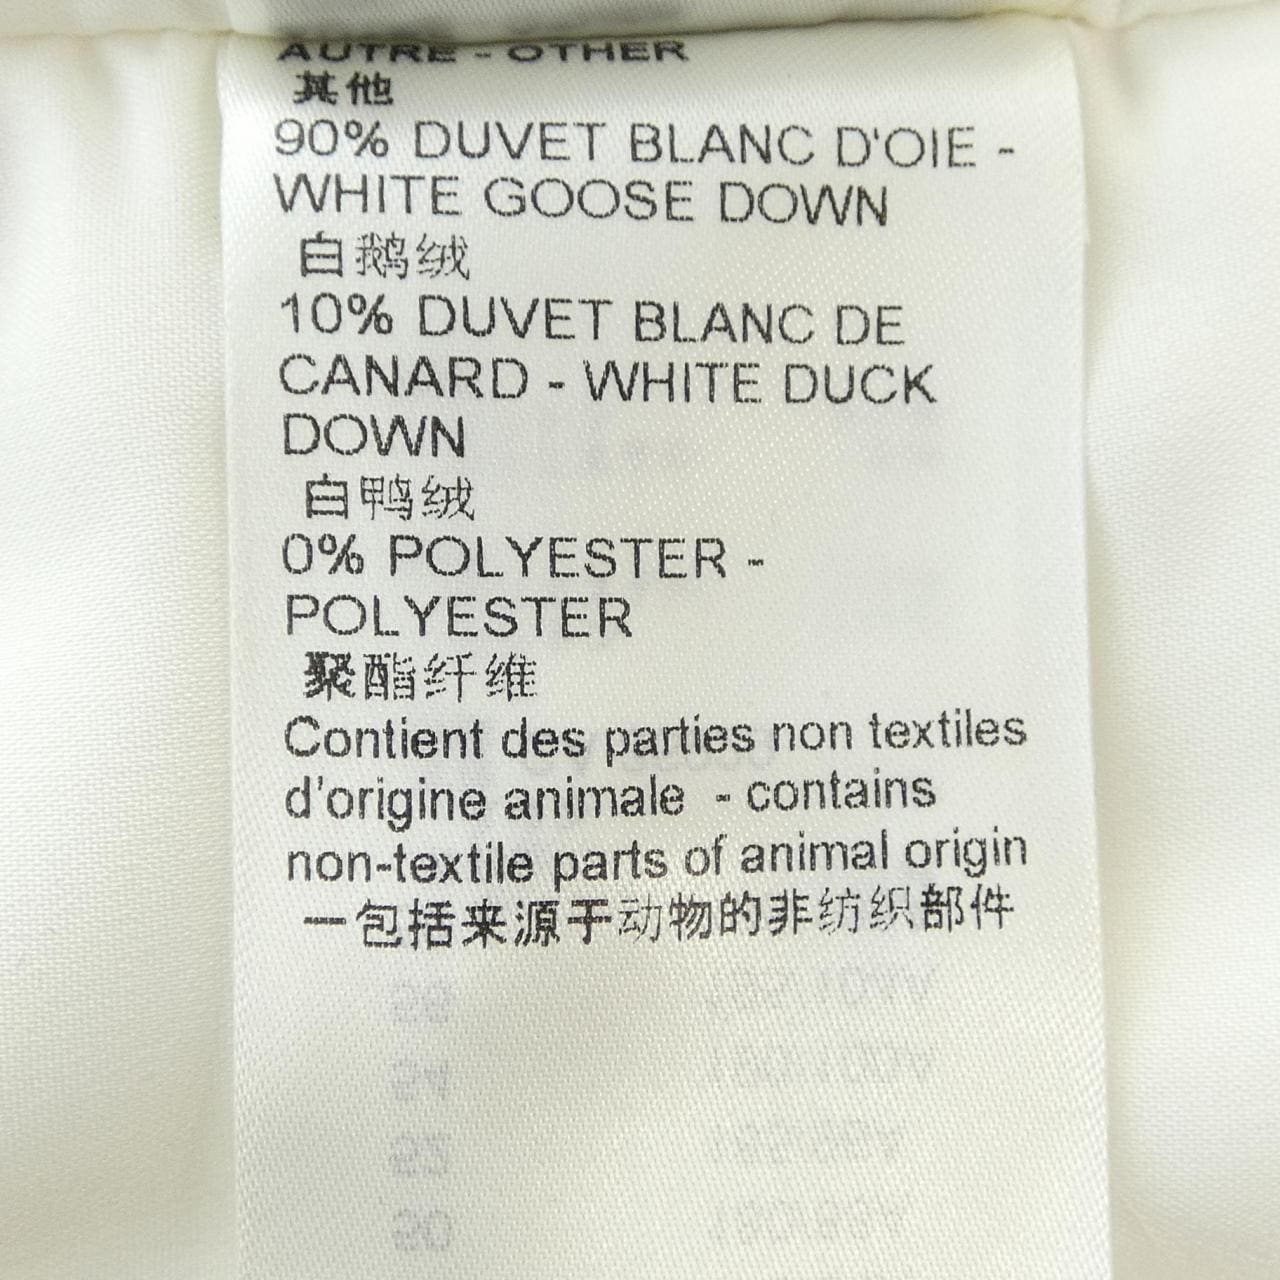 AUTRE - OTHER
其他
90% DUVET BLANC D'OIE -
WHITE GOOSE DOWN
白鹅绒
10% DUVET BLANC DE
CANARD - WHITE DUCK
DOWN
白鸭绒
0% POLYESTER -
POLYESTER
聚酯纤维
Contient des parties non textiles
d'origine animale - contains
non-textile parts of animal origin
一包括来源于动物的非纺织部件